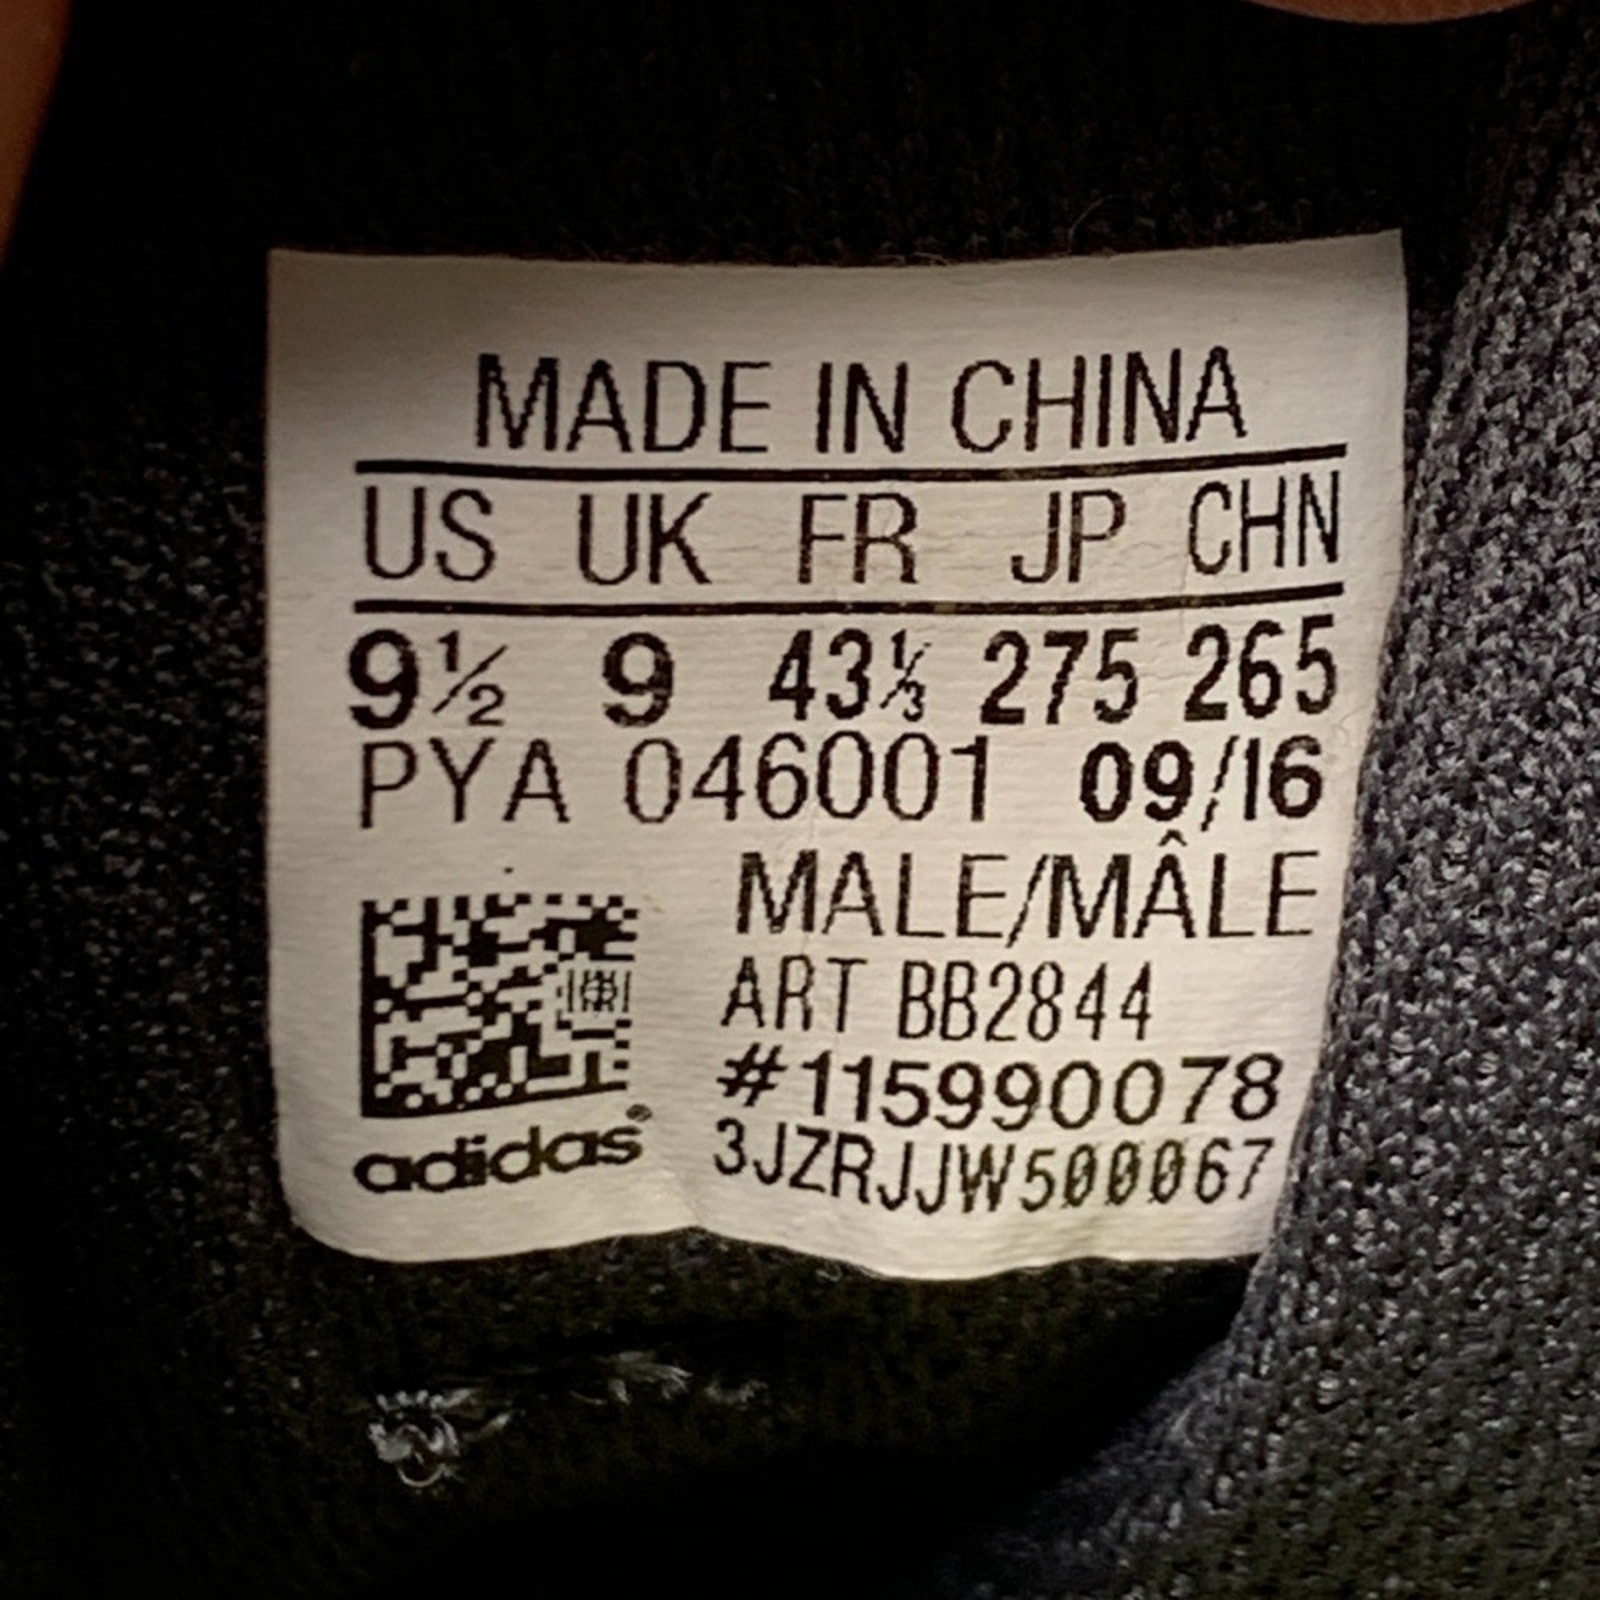 MADE IN CHINA
US UK FR JP CHN
9½ 9 43⅓ 275 265
PYA 046001 09/16
MALE/MÂLE
ART BB2844
#115990078
3JZRJJW500067
adidas®